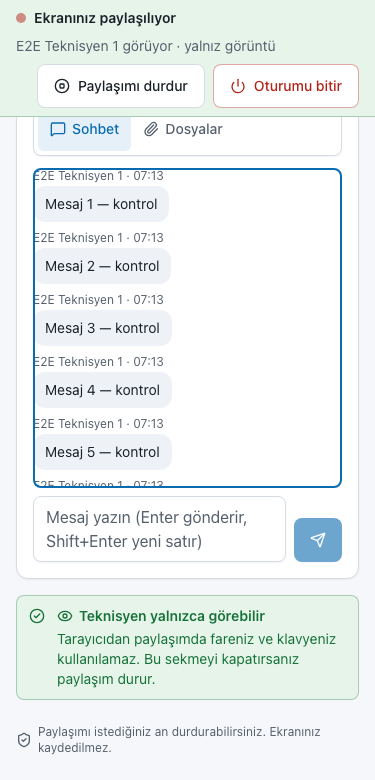 Ekranınız paylaşılıyor
E2E Teknisyen 1 görüyor · yalnız görüntü
Paylaşımı durdur
Oturumu bitir
Sohbet
Dosyalar
E2E Teknisyen 1 · 07:13
Mesaj 1 — kontrol
E2E Teknisyen 1 · 07:13
Mesaj 2 — kontrol
E2E Teknisyen 1 · 07:13
Mesaj 3 — kontrol
E2E Teknisyen 1 · 07:13
Mesaj 4 — kontrol
E2E Teknisyen 1 · 07:13
Mesaj 5 — kontrol
E2E Teknisyen 1 · 07:13
Mesaj yazın (Enter gönderir,
Shift+Enter yeni satır)
Teknisyen yalnızca görebilir
Tarayıcıdan paylaşımda fareniz ve klavyeniz
kullanılamaz. Bu sekmeyi kapatırsanız
paylaşım durur.
Paylaşımı istediğiniz an durdurabilirsiniz. Ekranınız
kaydedilmez.